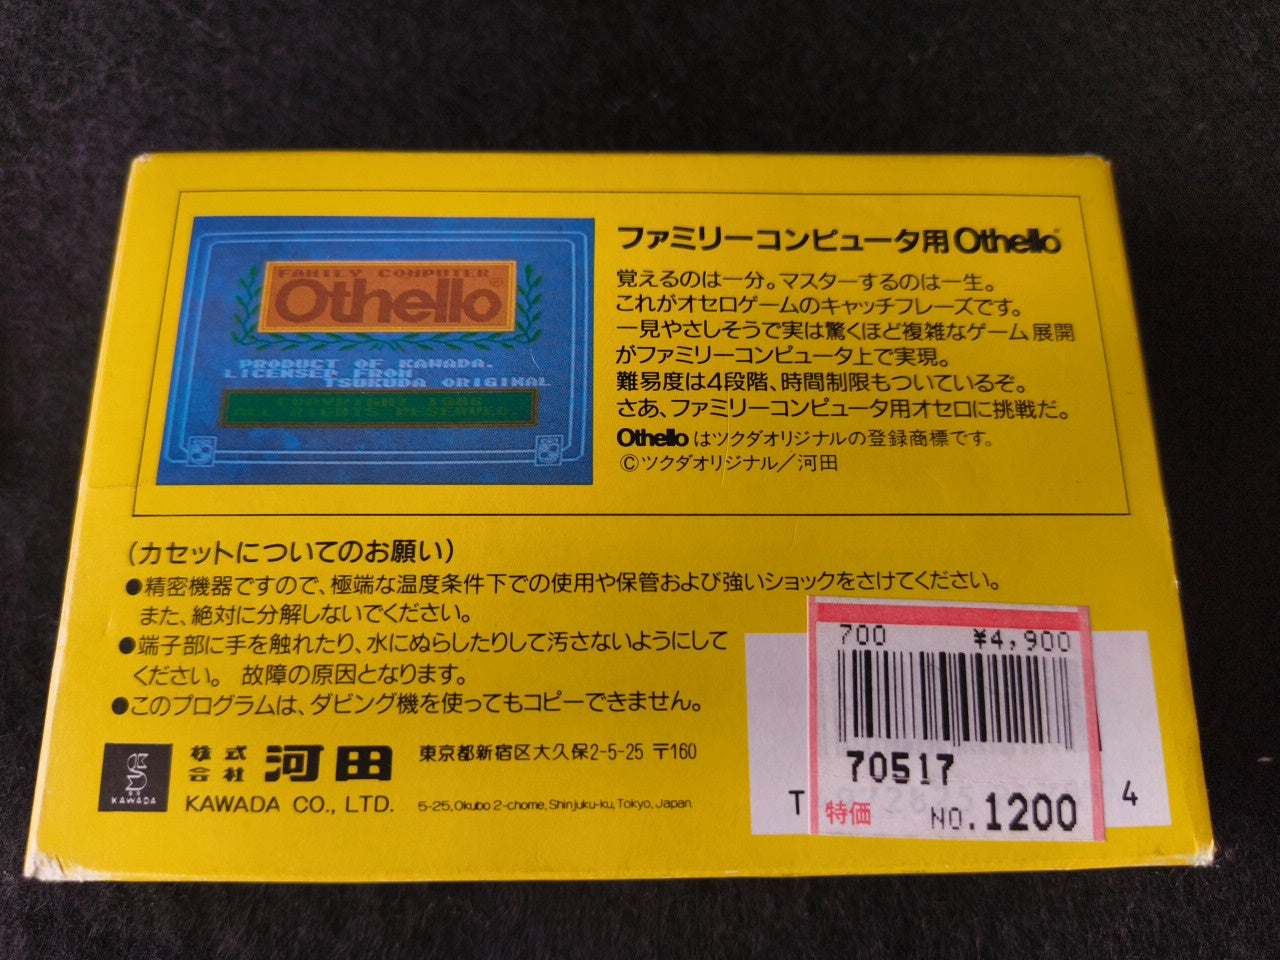 FAMILY COMPUTER
Othello®
PRODUCT OF KAWADA.
LICENSED FROM
TSUKUDA ORIGINAL
COPYRIGHT 1986
ALL RIGHTS RESERVED.
ファミリーコンピュータ用Othello®
覚えるのは一分。マスターするのは一生。
これがオセロゲームのキャッチフレーズです。
一見やさしそうで実は驚くほど複雑なゲーム展開
がファミリーコンピュータ上で実現。
難易度は4段階、時間制限もついているぞ。
さあ、ファミリーコンピュータ用オセロに挑戦だ。
Othelloはツクダオリジナルの登録商標です。
©ツクダオリジナル／河田
(カセットについてのお願い)
●精密機器ですので、極端な温度条件下での使用や保管および強いショックをさけてください。
また、絶対に分解しないでください。
●端子部に手を触れたり、水にぬらしたりして汚さないようにして
ください。 故障の原因となります。
●このプログラムは、ダビング機を使ってもコピーできません。
KAWADA
株式会社 河田
東京都新宿区大久保2-5-25 〒160
KAWADA CO., LTD.
5-25, Okubo 2-chome, Shinjuku-ku, Tokyo, Japan.
700 ¥4,900
70517
特価 NO.1200
T 4